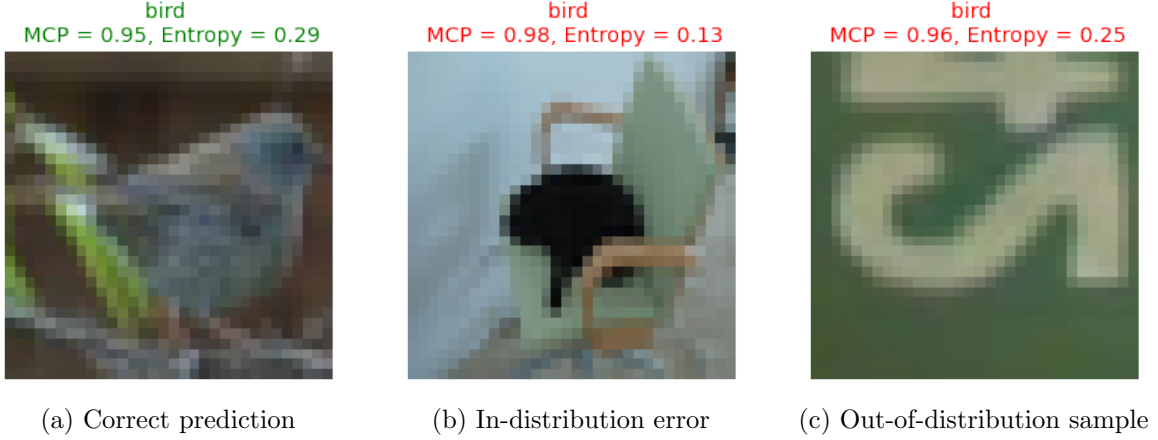 bird
MCP = 0.95, Entropy = 0.29
bird
MCP = 0.98, Entropy = 0.13
bird
MCP = 0.96, Entropy = 0.25
(a) Correct prediction
(b) In-distribution error
(c) Out-of-distribution sample